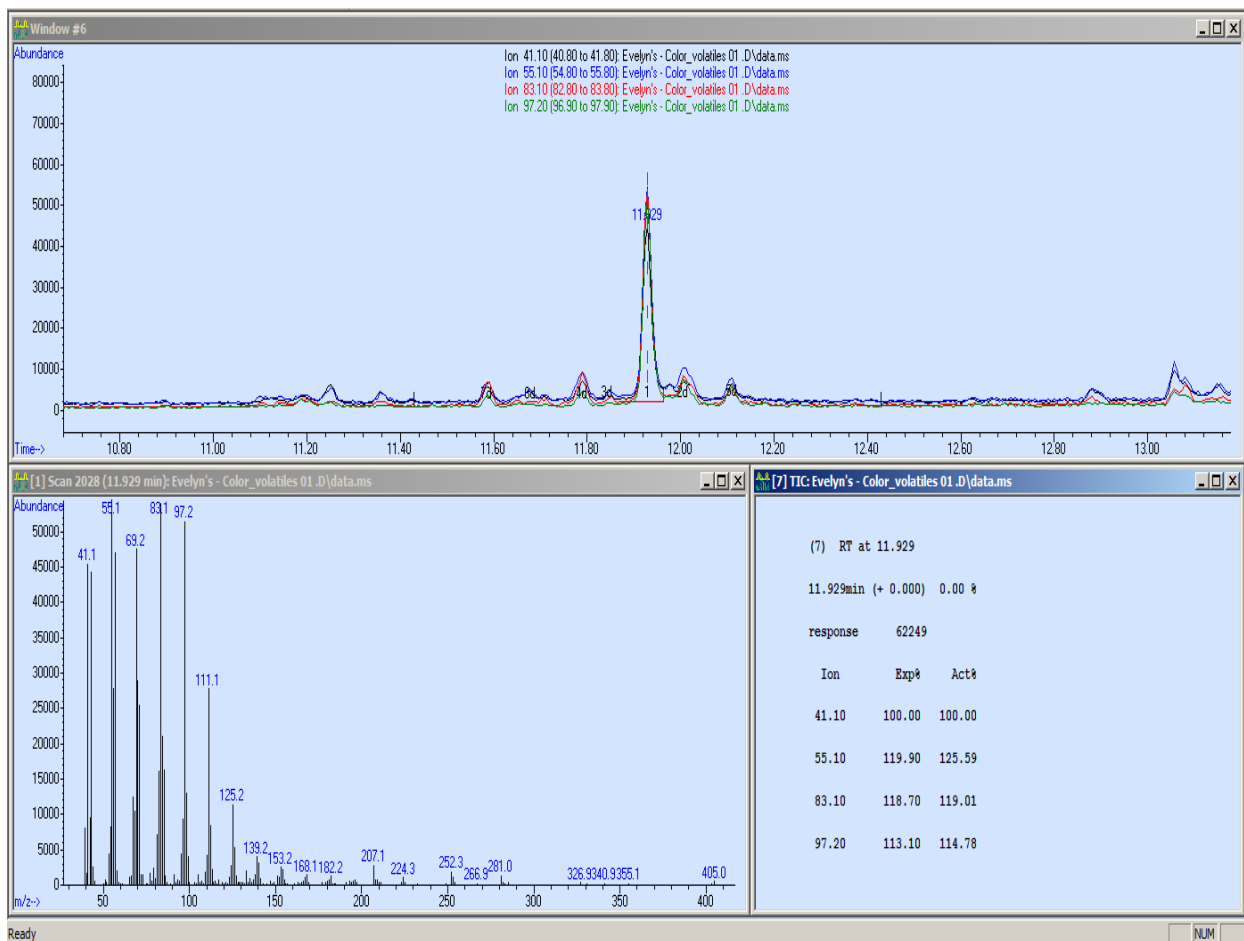 Window #6
Abundance
Ion 41.10 (40.80 to 41.80): Evelyn's - Color_volatiles 01 .D\data.ms
Ion 55.10 (54.80 to 55.80): Evelyn's - Color_volatiles 01 .D\data.ms
Ion 83.10 (82.80 to 83.80): Evelyn's - Color_volatiles 01 .D\data.ms
Ion 97.20 (96.90 to 97.90): Evelyn's - Color_volatiles 01 .D\data.ms
80000
70000
60000
50000
11.929
40000
30000
20000
10000
1
0
Time-->
10.80 11.00 11.20 11.40 11.60 11.80 12.00 12.20 12.40 12.60 12.80 13.00
[1] Scan 2028 (11.929 min): Evelyn's - Color_volatiles 01 .D\data.ms
Abundance
55.1 83.1 97.2
50000
69.2
41.1
45000
40000
35000
30000
111.1
25000
20000
15000
125.2
10000
5000
139.2 153.2 168.1 182.2 207.1 224.3 252.3 266.9 281.0 326.9 340.9 355.1 405.0
0
m/z-->
50 100 150 200 250 300 350 400
[7] TIC: Evelyn's - Color_volatiles 01 .D\data.ms
(7) RT at 11.929
11.929min (+ 0.000) 0.00 %
response 62249
Ion Exp% Act%
41.10 100.00 100.00
55.10 119.90 125.59
83.10 118.70 119.01
97.20 113.10 114.78
Ready
NUM